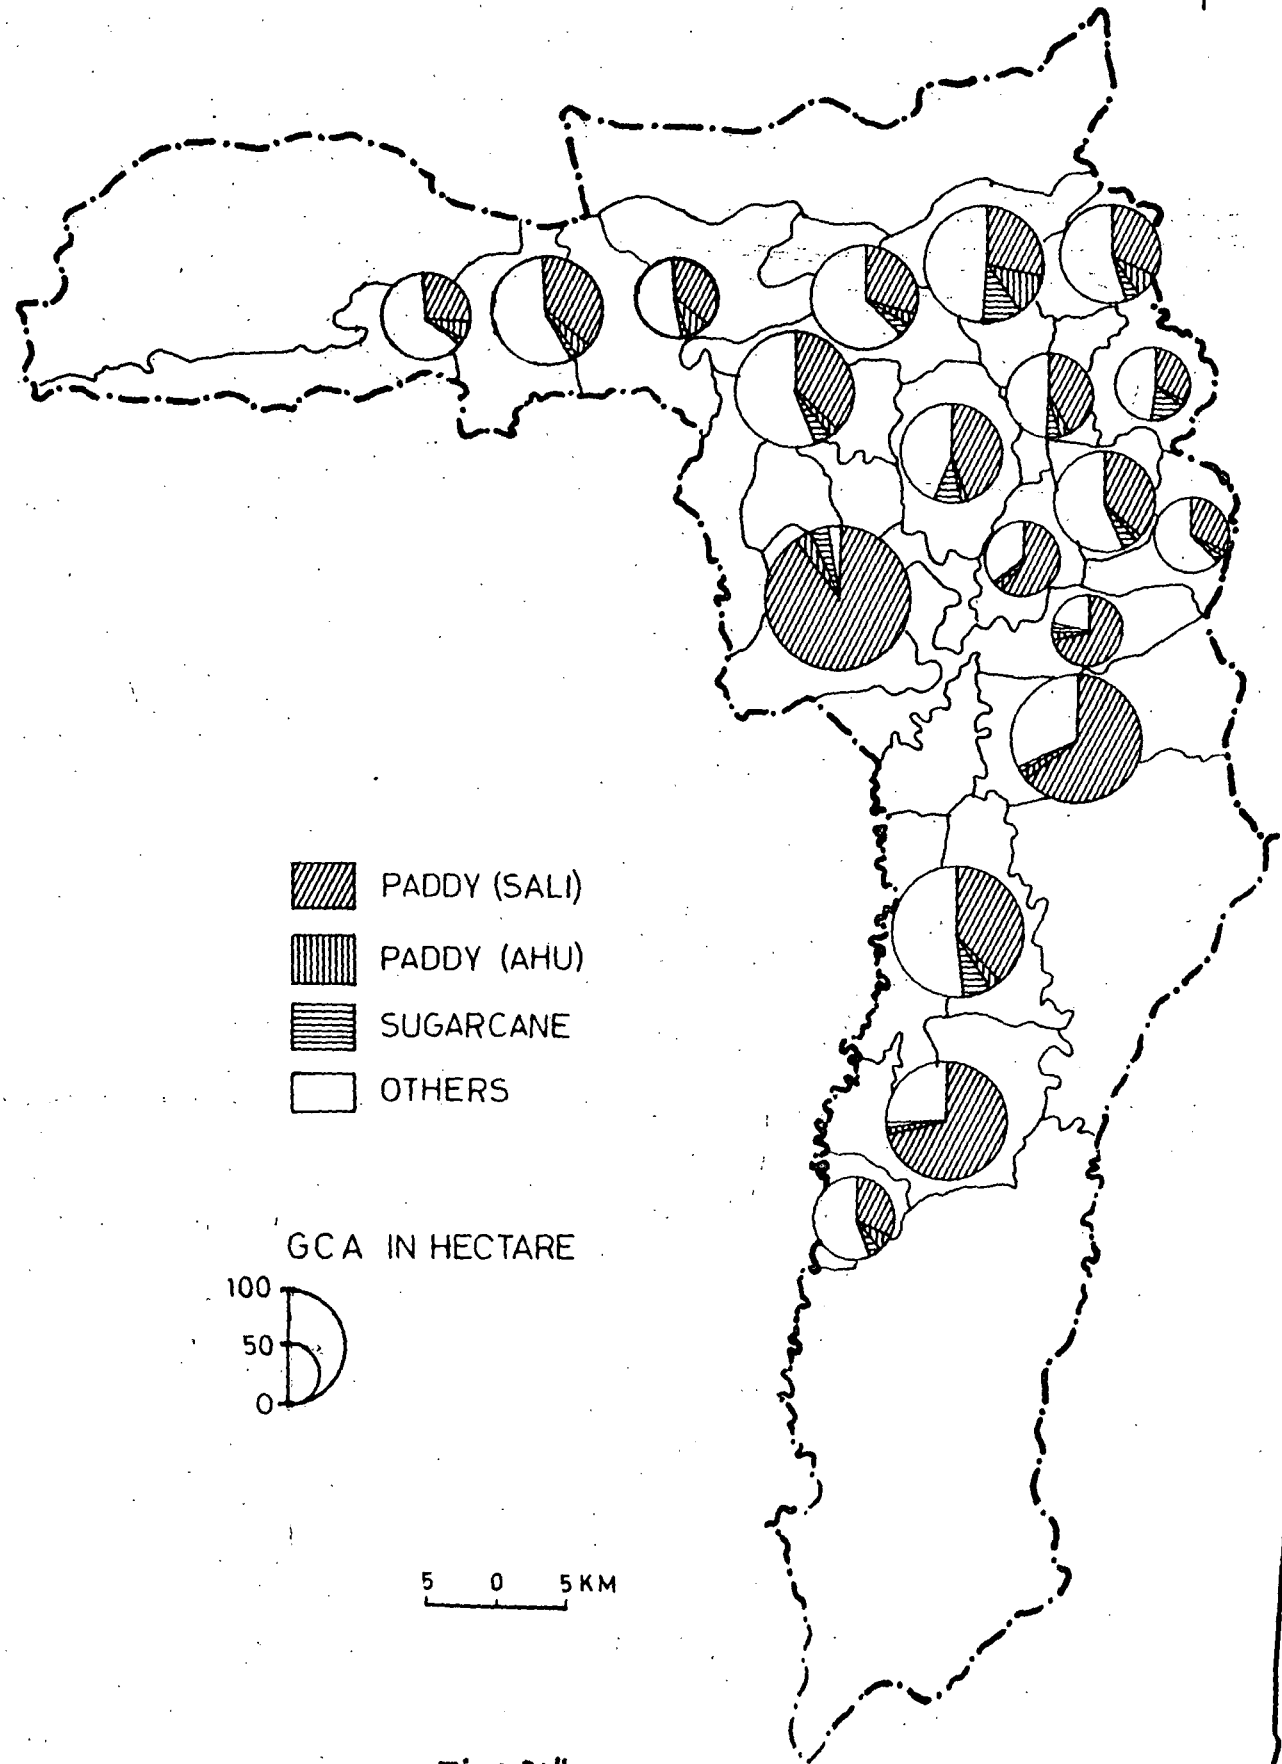 PADDY (SALI)
PADDY (AHU)
SUGARCANE
OTHERS
GCA IN HECTARE
100
50
0
5 0 5 KM